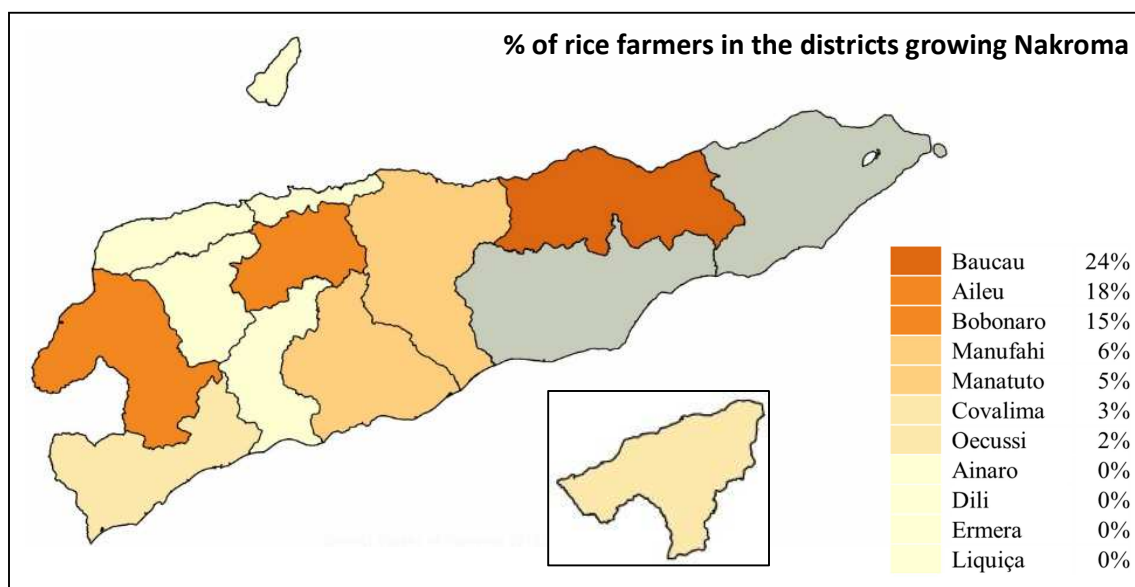 % of rice farmers in the districts growing Nakroma
Baucau 24%
Aileu 18%
Bobonaro 15%
Manufahi 6%
Manatuto 5%
Covalima 3%
Oecussi 2%
Ainaro 0%
Dili 0%
Ermera 0%
Liquiça 0%